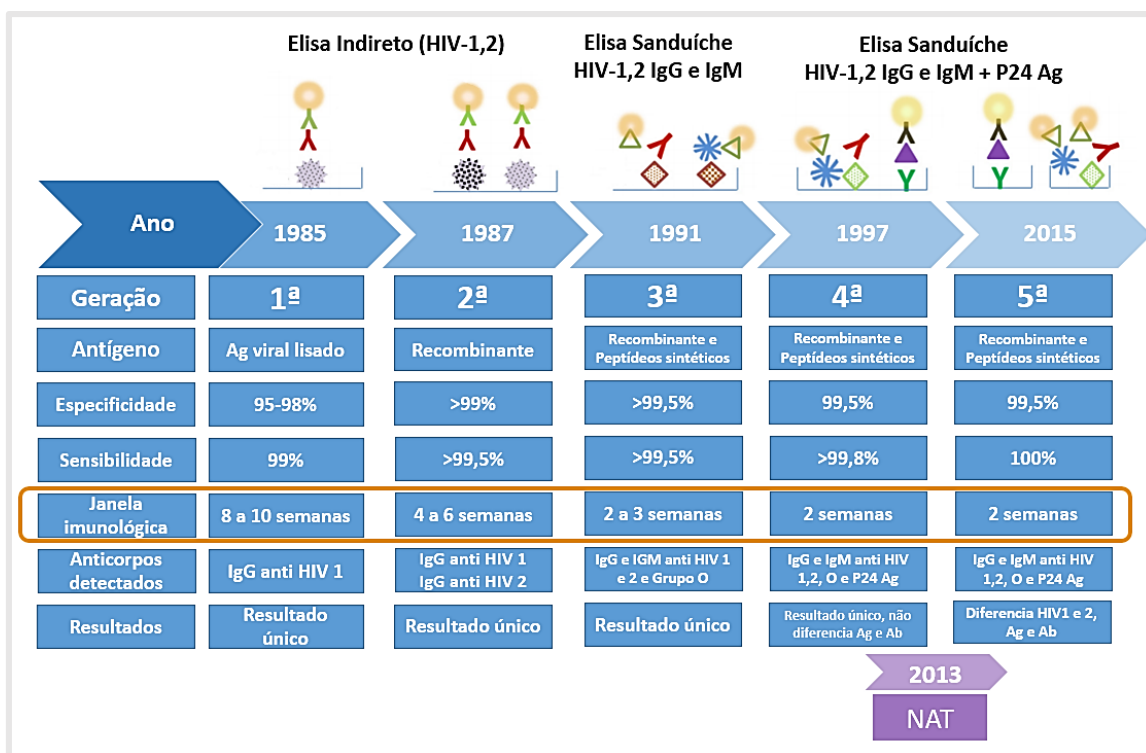 Elisa Indireto (HIV-1,2)
Elisa Sanduíche
HIV-1,2 IgG e IgM
Elisa Sanduíche
HIV-1,2 IgG e IgM + P24 Ag
Ano
1985
1987
1991
1997
2015
Geração
1ª
2ª
3ª
4ª
5ª
Antígeno
Ag viral lisado
Recombinante
Recombinante e
Peptídeos sintéticos
Recombinante e
Peptídeos sintéticos
Recombinante e
Peptídeos sintéticos
Especificidade
95-98%
>99%
>99,5%
99,5%
99,5%
Sensibilidade
99%
>99,5%
>99,5%
>99,8%
100%
Janela
imunológica
8 a 10 semanas
4 a 6 semanas
2 a 3 semanas
2 semanas
2 semanas
Anticorpos
detectados
IgG anti HIV 1
IgG anti HIV 1
IgG anti HIV 2
IgG e IGM anti HIV 1
e 2 e Grupo O
IgG e IgM anti HIV
1,2, O e P24 Ag
IgG e IgM anti HIV
1,2, O e P24 Ag
Resultados
Resultado
único
Resultado único
Resultado único
Resultado único, não
diferencia Ag e Ab
Diferencia HIV1 e 2,
Ag e Ab
2013
NAT